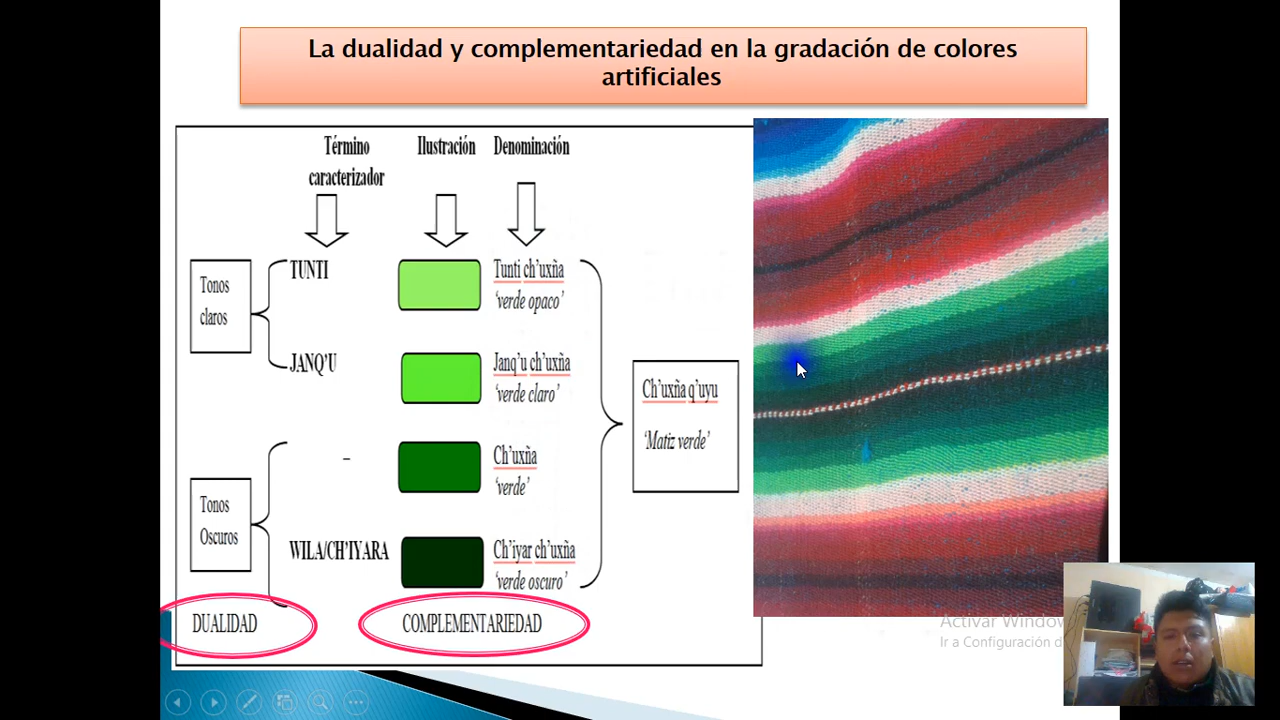 La dualidad y complementariedad en la gradación de colores
artificiales
Término
caracterizador
Ilustración
Denominación
Tonos
claros
TUNTI
Tunti ch'uxña
'verde opaco'
JANQ'U
Janq'u ch'uxña
'verde claro'
Ch'uxña q'uyu
'Matiz verde'
Tonos
Oscuros
–
Ch'uxña
'verde'
WILA/CH'IYARA
Ch'iyar ch'uxña
'verde oscuro'
DUALIDAD
COMPLEMENTARIEDAD
Activar Window
Ir a Configuración d